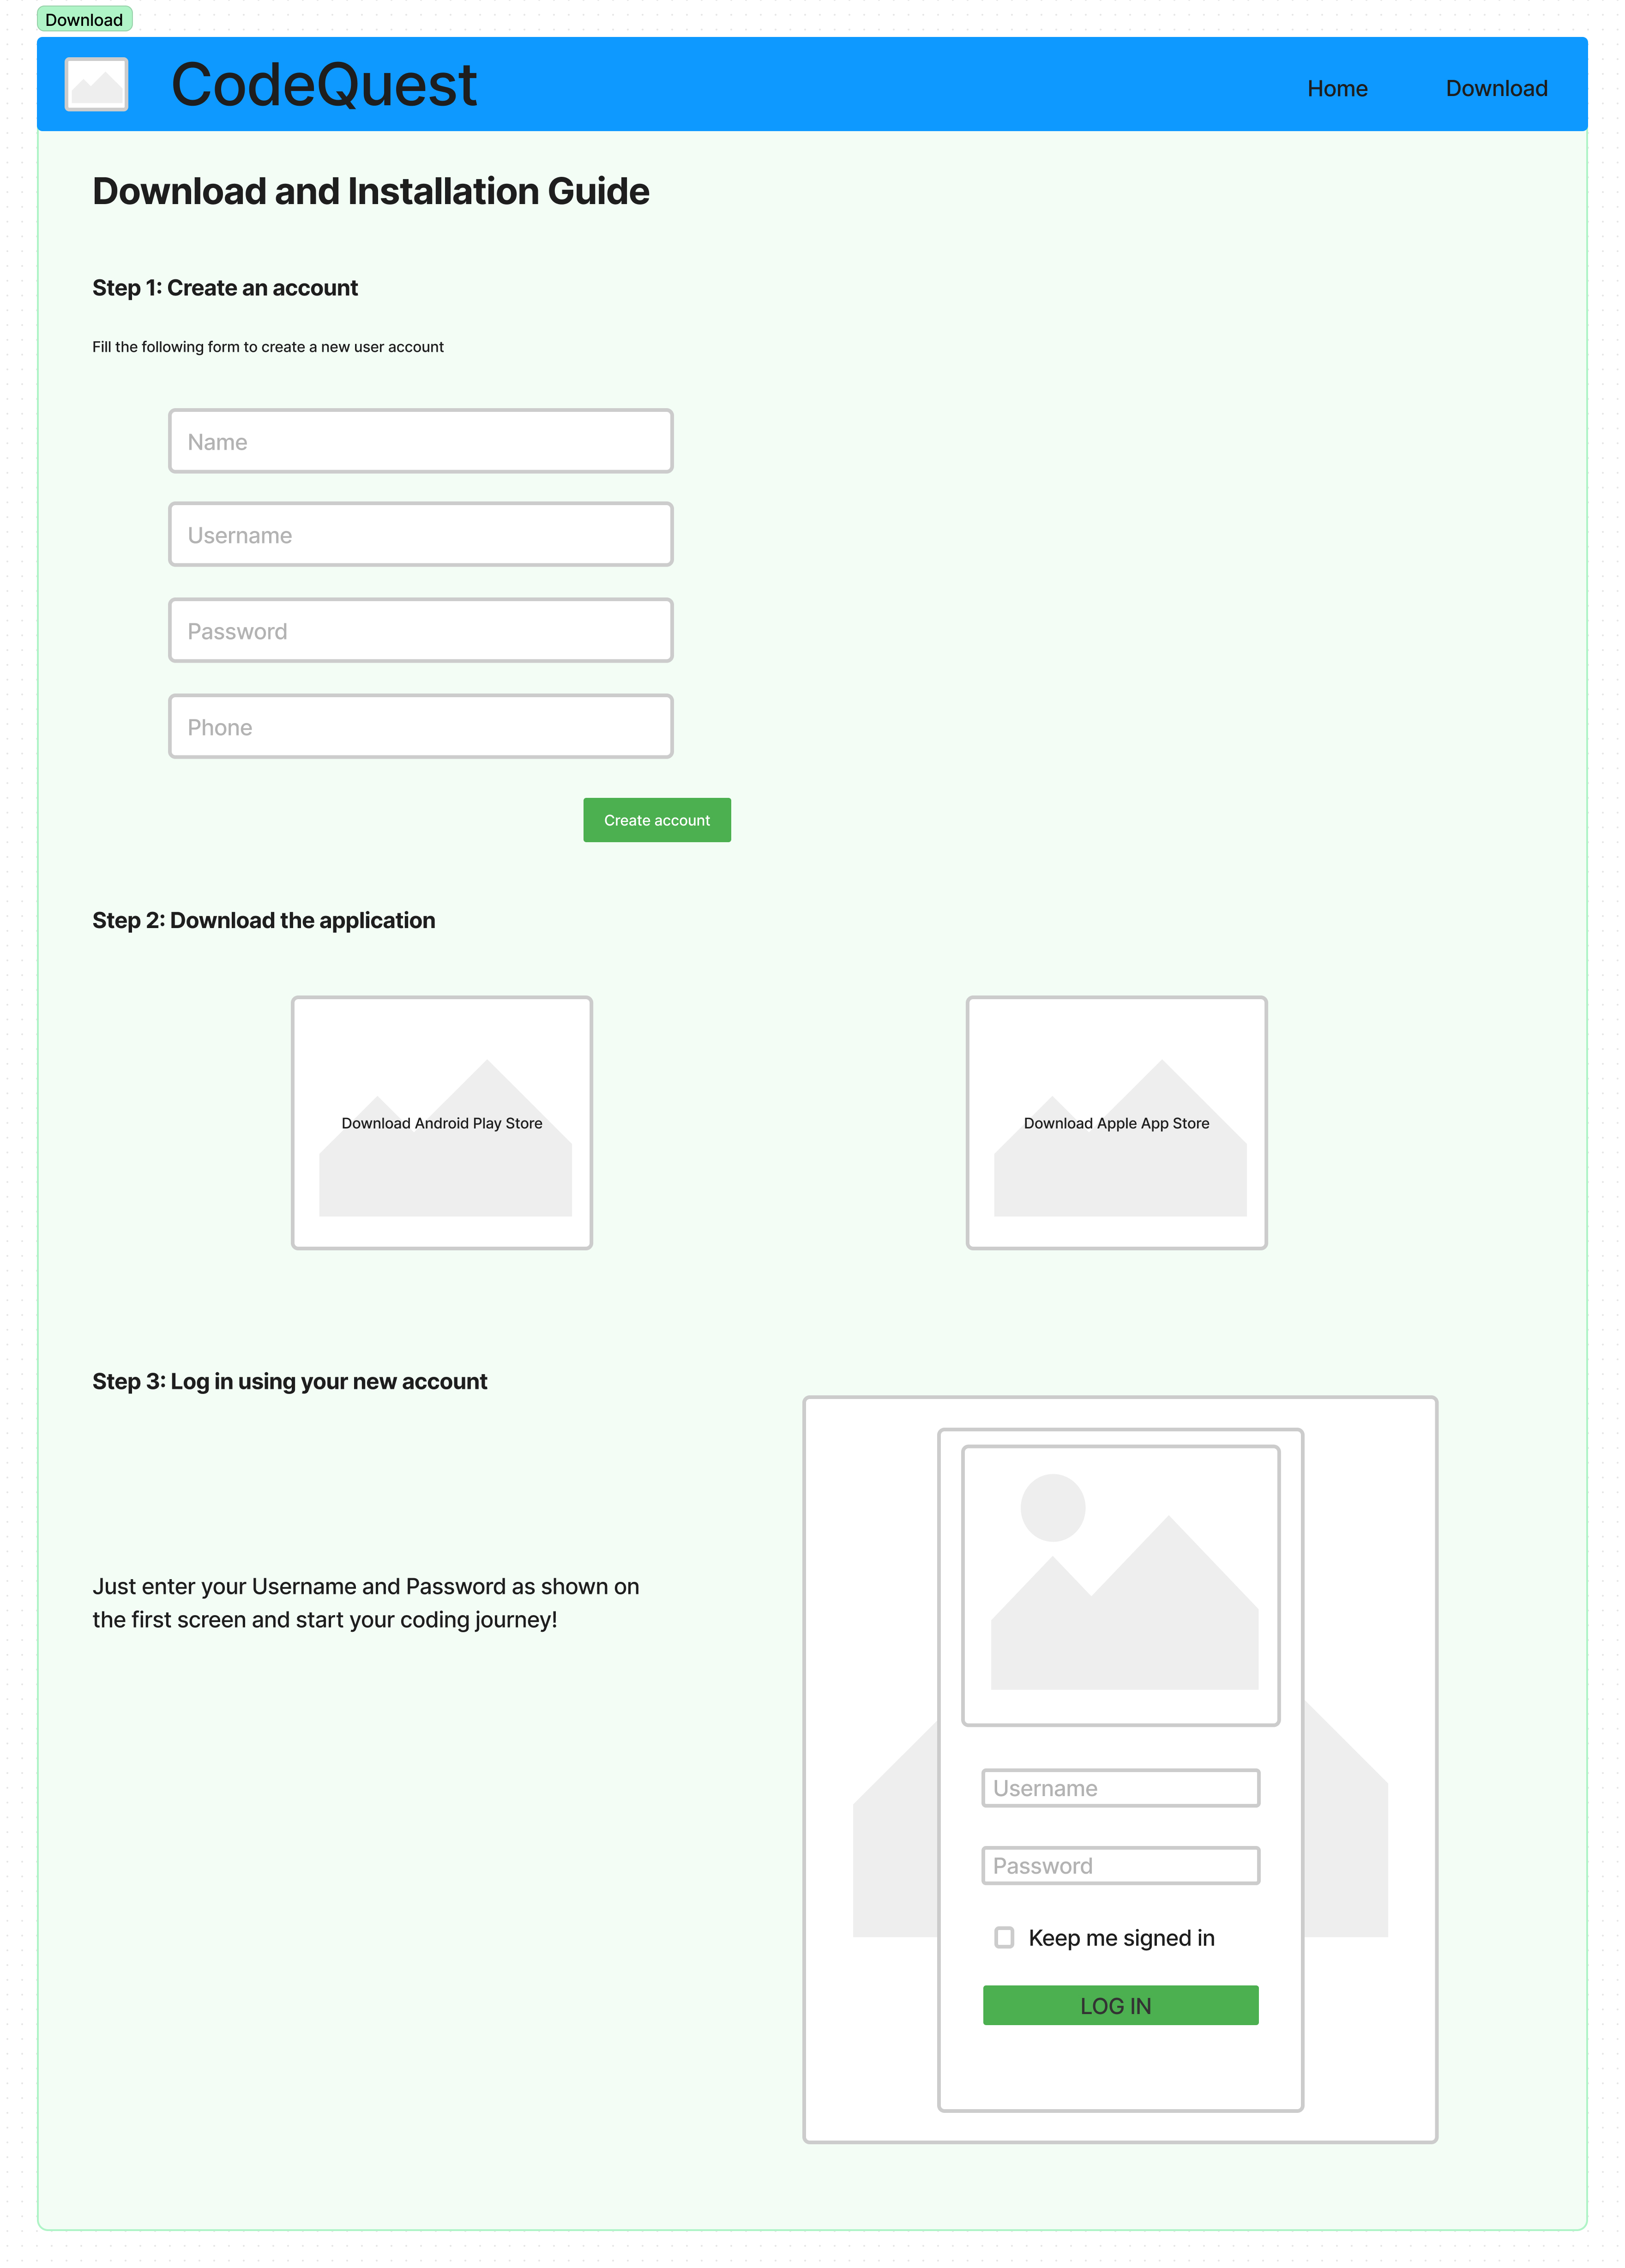 Download
CodeQuest
Home
Download
Download and Installation Guide
Step 1: Create an account
Fill the following form to create a new user account
Name
Username
Password
Phone
Create account
Step 2: Download the application
Download Android Play Store
Download Apple App Store
Step 3: Log in using your new account
Just enter your Username and Password as shown on
the first screen and start your coding journey!
Username
Password
Keep me signed in
LOG IN